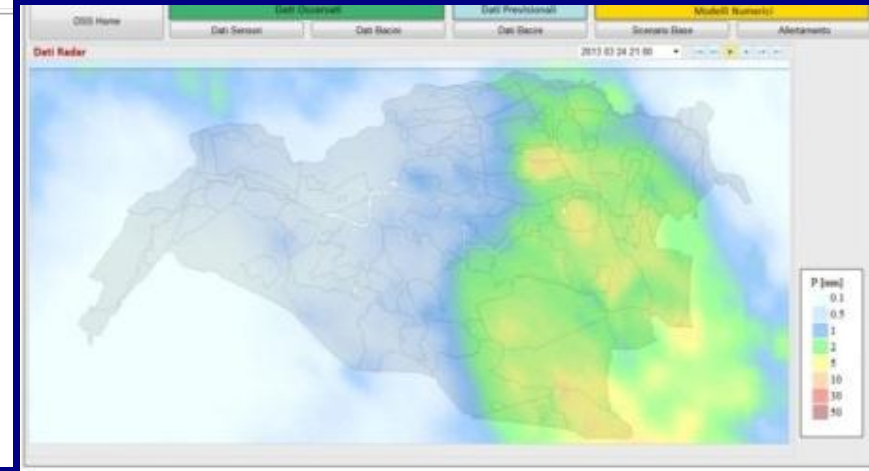 DSS Home
Dati Osservati
Dati Previsionali
Modelli Numerici
Dati Sensori
Dati Bacini
Dati Bacini
Scenario Base
Allertamento
Dati Radar
2013 03 24 21:00
P [mm]
0.1
0.5
1
2
5
10
30
50